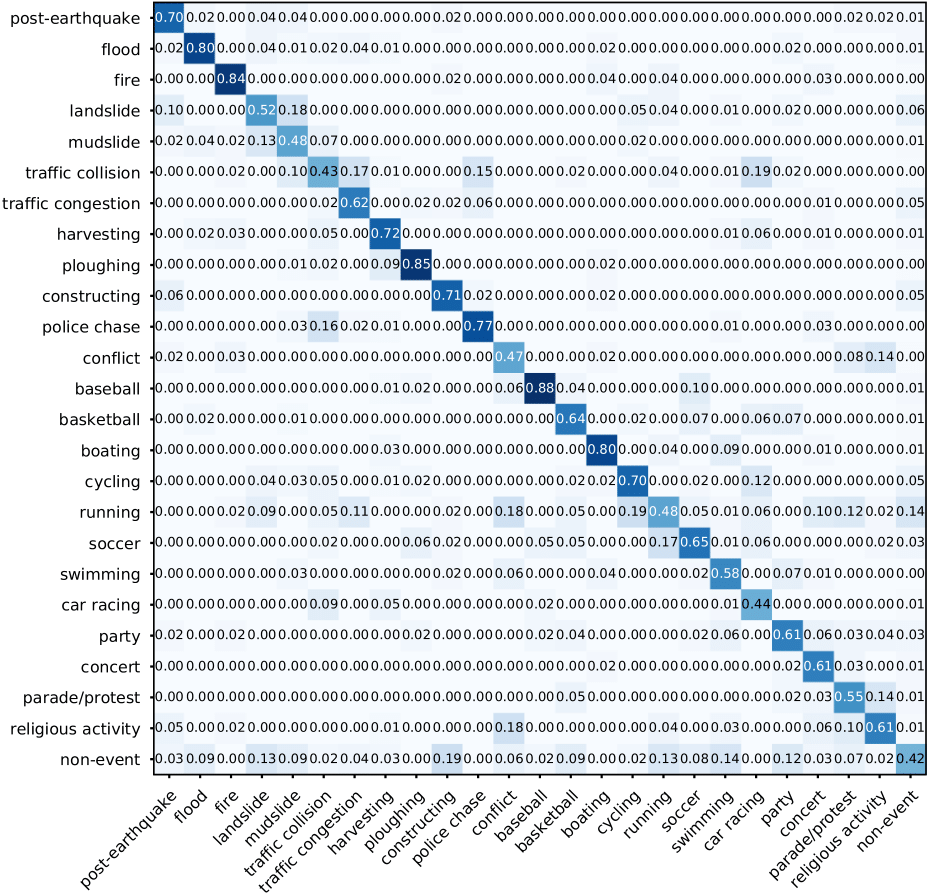 post-earthquake 0.70 0.02 0.00 0.04 0.04 0.00 0.00 0.00 0.00 0.02 0.00 0.00 0.00 0.00 0.00 0.00 0.00 0.00 0.00 0.00 0.00 0.00 0.02 0.02 0.01
flood 0.02 0.80 0.00 0.04 0.01 0.02 0.04 0.01 0.00 0.00 0.00 0.00 0.00 0.00 0.02 0.00 0.00 0.00 0.00 0.00 0.02 0.00 0.00 0.00 0.01
fire 0.00 0.00 0.84 0.00 0.00 0.00 0.00 0.00 0.00 0.02 0.00 0.00 0.00 0.00 0.04 0.00 0.04 0.00 0.00 0.00 0.00 0.03 0.00 0.00 0.00
landslide 0.10 0.00 0.00 0.52 0.18 0.00 0.00 0.00 0.00 0.00 0.00 0.00 0.00 0.00 0.00 0.05 0.04 0.00 0.01 0.00 0.02 0.00 0.00 0.00 0.06
mudslide 0.02 0.04 0.02 0.13 0.48 0.07 0.00 0.00 0.00 0.00 0.00 0.00 0.00 0.00 0.00 0.02 0.00 0.00 0.00 0.00 0.00 0.00 0.00 0.00 0.01
traffic collision 0.00 0.00 0.02 0.00 0.10 0.43 0.17 0.01 0.00 0.00 0.15 0.00 0.00 0.00 0.00 0.00 0.04 0.00 0.01 0.19 0.02 0.00 0.00 0.00 0.00
traffic congestion 0.00 0.00 0.00 0.00 0.00 0.02 0.62 0.00 0.00 0.02 0.06 0.00 0.00 0.00 0.00 0.00 0.00 0.00 0.00 0.00 0.00 0.01 0.00 0.00 0.05
harvesting 0.00 0.02 0.03 0.00 0.00 0.05 0.00 0.72 0.00 0.00 0.00 0.00 0.00 0.00 0.00 0.00 0.00 0.00 0.01 0.06 0.00 0.01 0.00 0.00 0.01
ploughing 0.00 0.00 0.00 0.00 0.01 0.02 0.00 0.09 0.85 0.00 0.00 0.00 0.00 0.00 0.02 0.00 0.00 0.00 0.00 0.00 0.00 0.00 0.00 0.00 0.00
constructing 0.06 0.00 0.00 0.00 0.00 0.00 0.00 0.00 0.00 0.71 0.02 0.00 0.00 0.00 0.02 0.00 0.00 0.00 0.00 0.00 0.00 0.00 0.00 0.00 0.05
police chase 0.00 0.00 0.00 0.00 0.03 0.16 0.02 0.01 0.00 0.00 0.77 0.00 0.00 0.00 0.00 0.00 0.00 0.00 0.01 0.00 0.00 0.03 0.00 0.00 0.00
conflict 0.02 0.00 0.03 0.00 0.00 0.00 0.00 0.00 0.00 0.00 0.00 0.47 0.00 0.00 0.02 0.00 0.00 0.00 0.00 0.00 0.00 0.00 0.08 0.14 0.00
baseball 0.00 0.00 0.00 0.00 0.00 0.00 0.00 0.01 0.02 0.00 0.00 0.06 0.88 0.04 0.00 0.00 0.00 0.10 0.00 0.00 0.00 0.00 0.00 0.00 0.01
basketball 0.00 0.02 0.00 0.00 0.01 0.00 0.00 0.00 0.00 0.00 0.00 0.00 0.00 0.64 0.00 0.02 0.00 0.07 0.00 0.06 0.07 0.00 0.00 0.00 0.01
boating 0.00 0.00 0.00 0.00 0.00 0.00 0.00 0.03 0.00 0.00 0.00 0.00 0.00 0.00 0.80 0.00 0.04 0.00 0.09 0.00 0.00 0.01 0.00 0.00 0.01
cycling 0.00 0.00 0.00 0.04 0.03 0.05 0.00 0.01 0.02 0.00 0.00 0.00 0.00 0.02 0.02 0.70 0.00 0.02 0.00 0.12 0.00 0.00 0.00 0.00 0.05
running 0.00 0.00 0.02 0.09 0.00 0.05 0.11 0.00 0.00 0.02 0.00 0.18 0.00 0.05 0.00 0.19 0.48 0.05 0.01 0.06 0.00 0.10 0.12 0.02 0.14
soccer 0.00 0.00 0.00 0.00 0.00 0.02 0.00 0.00 0.06 0.02 0.00 0.00 0.05 0.05 0.00 0.00 0.17 0.65 0.01 0.06 0.00 0.00 0.00 0.02 0.03
swimming 0.00 0.00 0.00 0.00 0.03 0.00 0.00 0.00 0.00 0.02 0.00 0.06 0.00 0.00 0.04 0.00 0.00 0.02 0.58 0.00 0.07 0.01 0.00 0.00 0.00
car racing 0.00 0.00 0.00 0.00 0.00 0.09 0.00 0.05 0.00 0.00 0.00 0.00 0.02 0.00 0.00 0.00 0.00 0.00 0.01 0.44 0.00 0.00 0.00 0.00 0.01
party 0.02 0.00 0.02 0.00 0.00 0.00 0.00 0.00 0.02 0.00 0.00 0.00 0.02 0.04 0.00 0.00 0.00 0.02 0.06 0.00 0.61 0.06 0.03 0.04 0.03
concert 0.00 0.00 0.00 0.00 0.00 0.00 0.00 0.00 0.00 0.00 0.00 0.00 0.00 0.00 0.02 0.00 0.00 0.00 0.00 0.00 0.02 0.61 0.03 0.00 0.01
parade/protest 0.00 0.00 0.00 0.00 0.00 0.00 0.00 0.00 0.00 0.00 0.00 0.00 0.00 0.05 0.00 0.00 0.00 0.00 0.00 0.00 0.02 0.03 0.55 0.14 0.01
religious activity 0.05 0.00 0.02 0.00 0.00 0.00 0.00 0.01 0.00 0.00 0.00 0.18 0.00 0.00 0.00 0.00 0.04 0.00 0.03 0.00 0.00 0.06 0.10 0.61 0.01
non-event 0.03 0.09 0.00 0.13 0.09 0.02 0.04 0.03 0.00 0.19 0.00 0.06 0.02 0.09 0.00 0.02 0.13 0.08 0.14 0.00 0.12 0.03 0.07 0.02 0.42
post-earthquake flood fire landslide mudslide traffic collision traffic congestion harvesting ploughing constructing police chase conflict baseball basketball boating cycling running soccer swimming car racing party concert parade/protest religious activity non-event